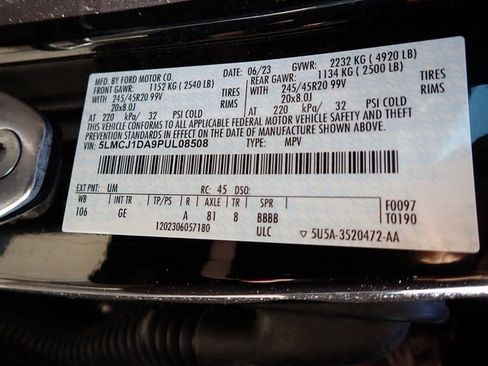 MFD. BY FORD MOTOR CO.
DATE: 06/23 GVWR: 2232 KG ( 4920 LB)
FRONT GAWR: 1152 KG ( 2540 LB) REAR GAWR: 1134 KG ( 2500 LB)
WITH 245/45R20 99V TIRES WITH 245/45R20 99V TIRES
20x8.0J RIMS 20x8.0J RIMS
AT 220 kPa/ 32 PSI COLD AT 220 kPa/ 32 PSI COLD
THIS VEHICLE CONFORMS TO ALL APPLICABLE FEDERAL MOTOR VEHICLE SAFETY AND THEFT
PREVENTION STANDARDS IN EFFECT ON THE DATE OF MANUFACTURE SHOWN ABOVE.
VIN: 5LMCJ1DA9PUL08508 TYPE: MPV
EXT PNT: UM RC: 45 DSO:
WB INT TR TP/PS R AXLE TR SPR
106 GE A 81 8 BBBB
F0097
T0190
1202306057180 ULC ▽ 5U5A-3520472-AA